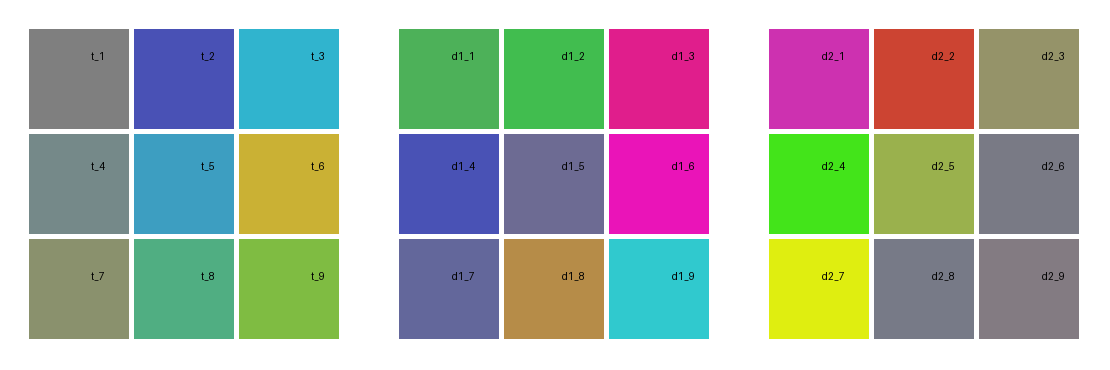 t_1 t_2 t_3 d1_1 d1_2 d1_3 d2_1 d2_2 d2_3
t_4 t_5 t_6 d1_4 d1_5 d1_6 d2_4 d2_5 d2_6
t_7 t_8 t_9 d1_7 d1_8 d1_9 d2_7 d2_8 d2_9